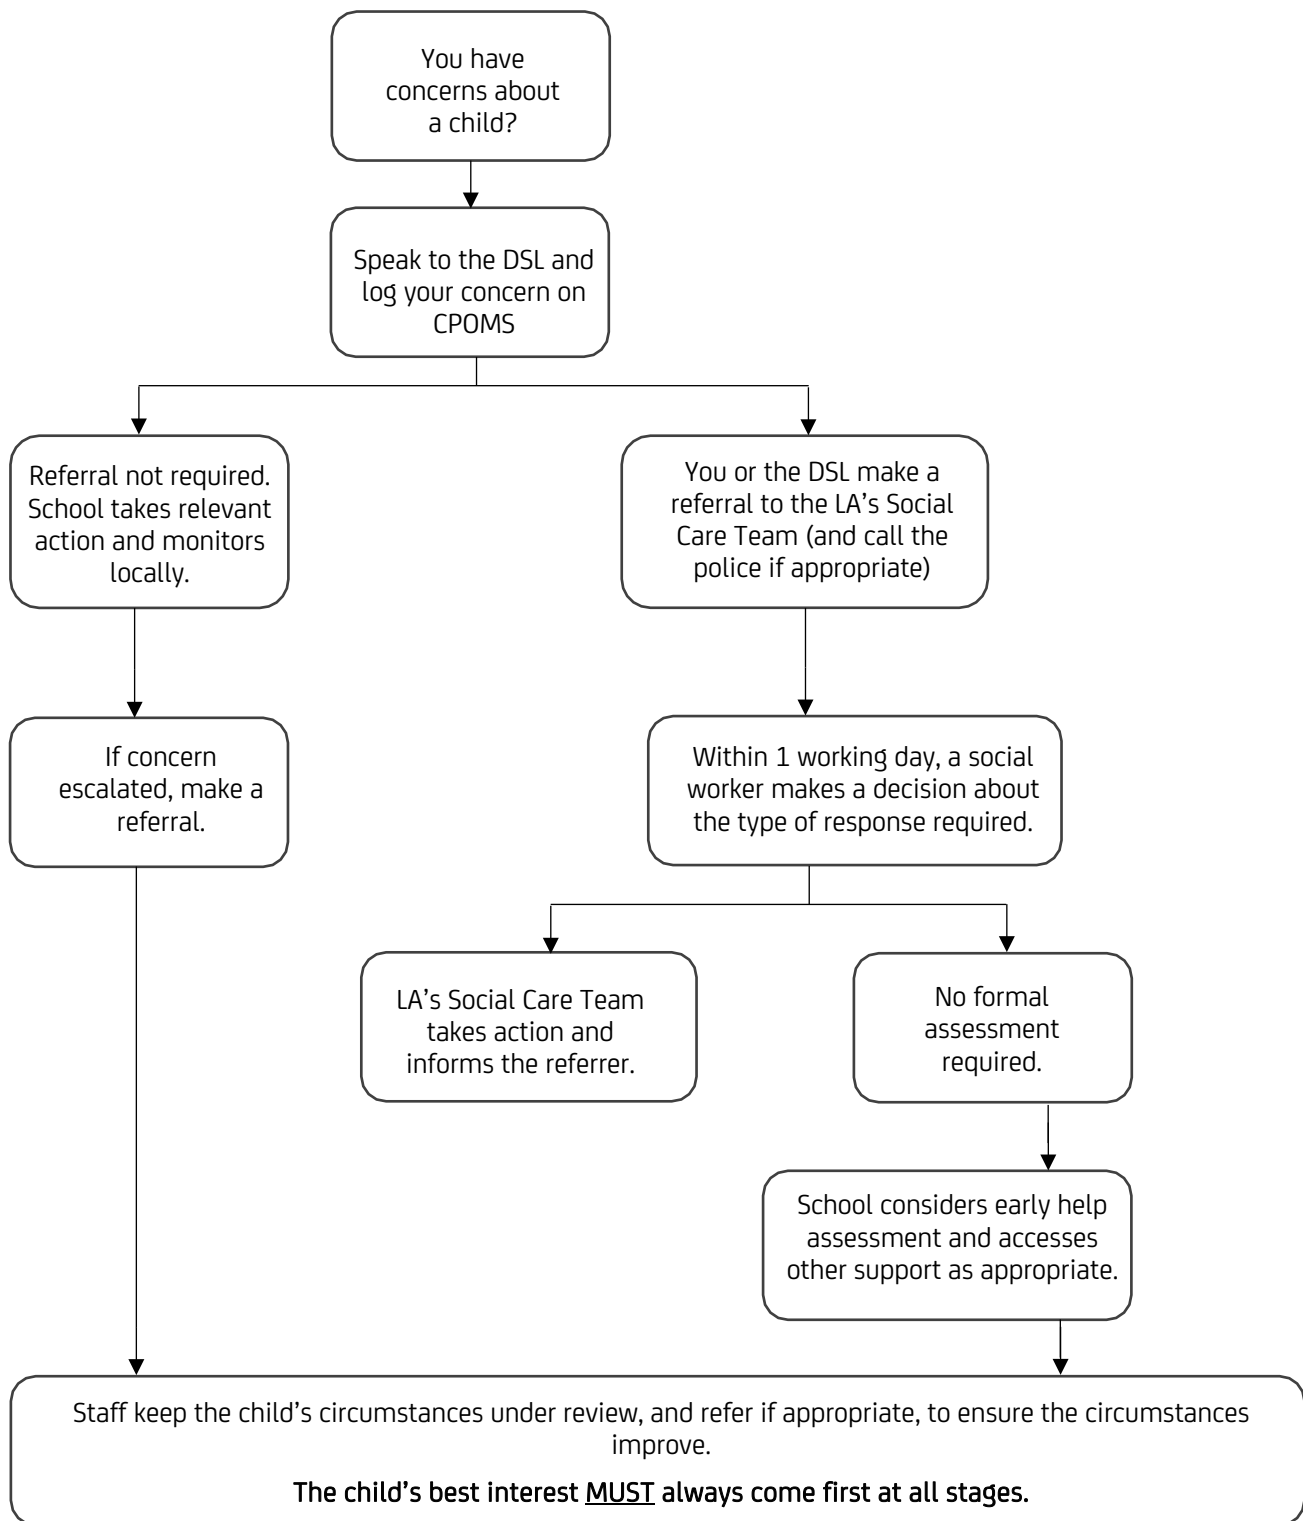 You have
concerns about
a child?
Speak to the DSL and
log your concern on
CPOMS
Referral not required.
School takes relevant
action and monitors
locally.
You or the DSL make a
referral to the LA’s Social
Care Team (and call the
police if appropriate)
If concern
escalated, make a
referral.
Within 1 working day, a social
worker makes a decision about
the type of response required.
LA’s Social Care Team
takes action and
informs the referrer.
No formal
assessment
required.
School considers early help
assessment and accesses
other support as appropriate.
Staff keep the child’s circumstances under review, and refer if appropriate, to ensure the circumstances
improve.
The child’s best interest MUST always come first at all stages.